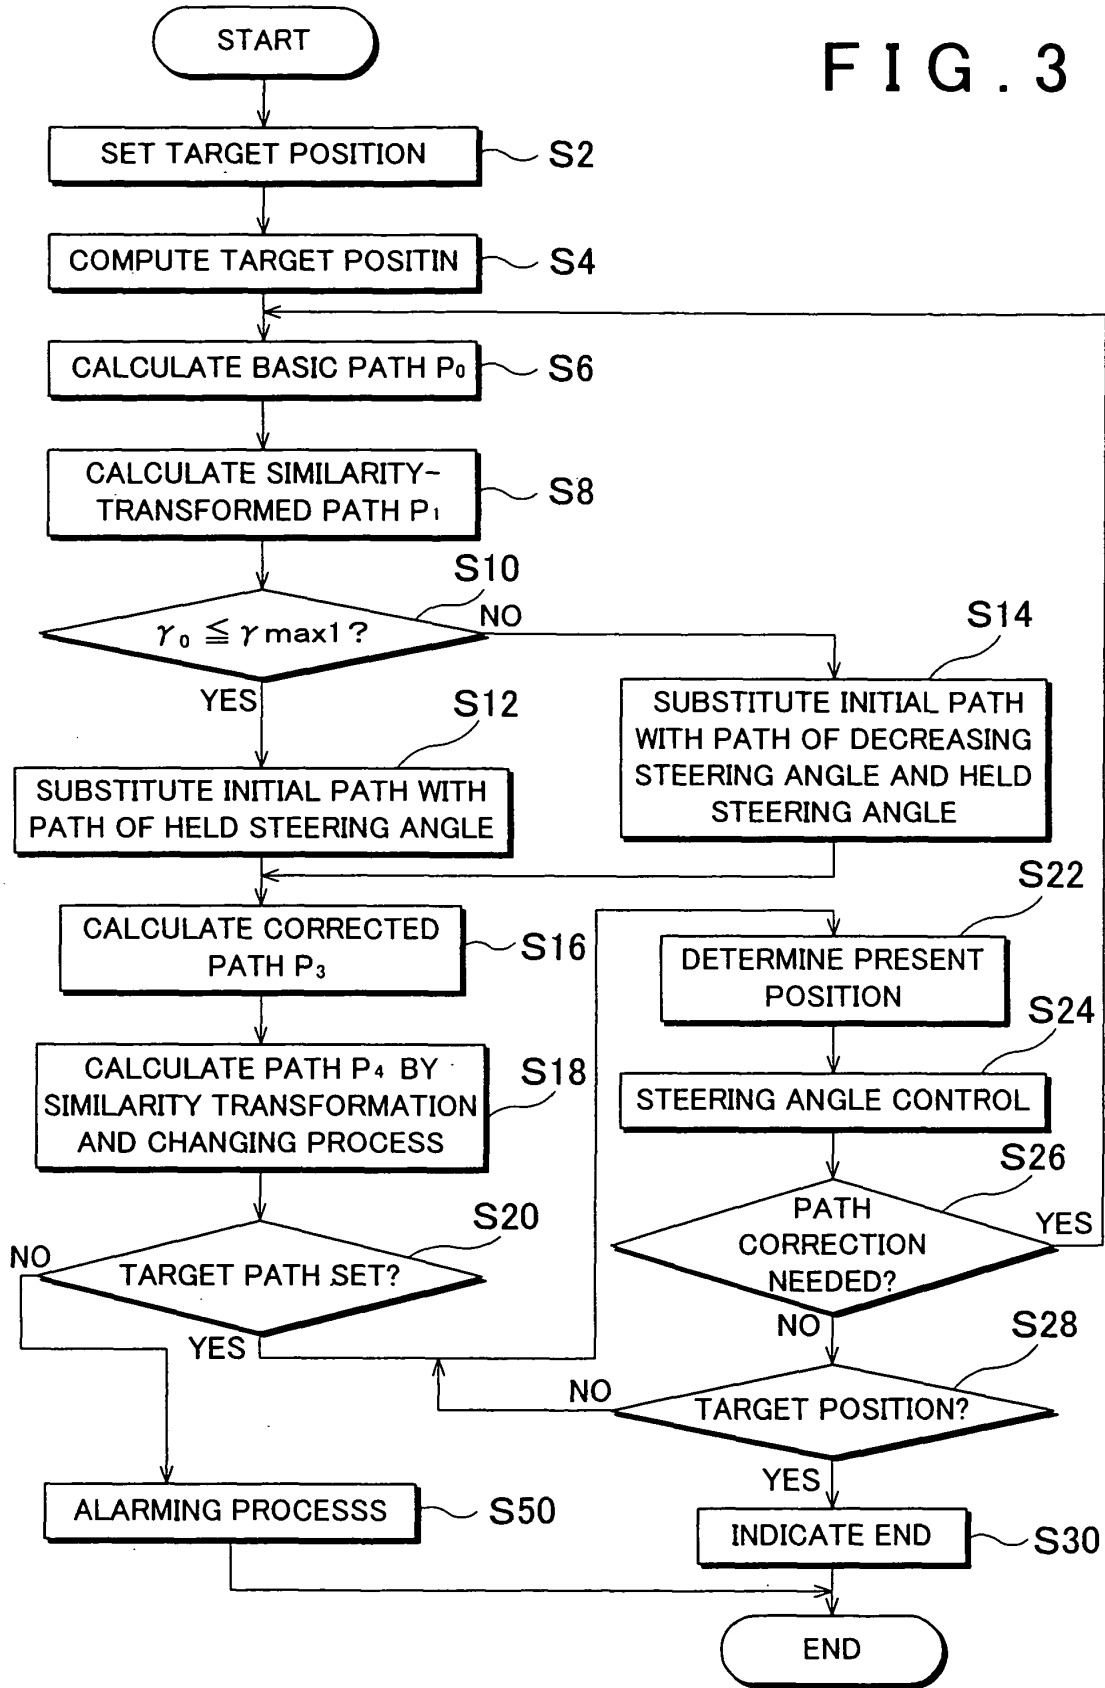 START
FIG.3
SET TARGET POSITION
S2
COMPUTE TARGET POSITIN
S4
CALCULATE BASIC PATH P₀
S6
CALCULATE SIMILARITY-
TRANSFORMED PATH P₁
S8
S10
γ₀ ≦ γ max1?
NO
YES
S12
SUBSTITUTE INITIAL PATH WITH
PATH OF HELD STEERING ANGLE
S14
SUBSTITUTE INITIAL PATH
WITH PATH OF DECREASING
STEERING ANGLE AND HELD
STEERING ANGLE
CALCULATE CORRECTED
PATH P₃
S16
CALCULATE PATH P₄ BY
SIMILARITY TRANSFORMATION
AND CHANGING PROCESS
S18
S20
TARGET PATH SET?
NO
YES
S22
DETERMINE PRESENT
POSITION
S24
STEERING ANGLE CONTROL
S26
PATH
CORRECTION
NEEDED?
YES
NO
S28
TARGET POSITION?
NO
YES
ALARMING PROCESSS
S50
INDICATE END
S30
END